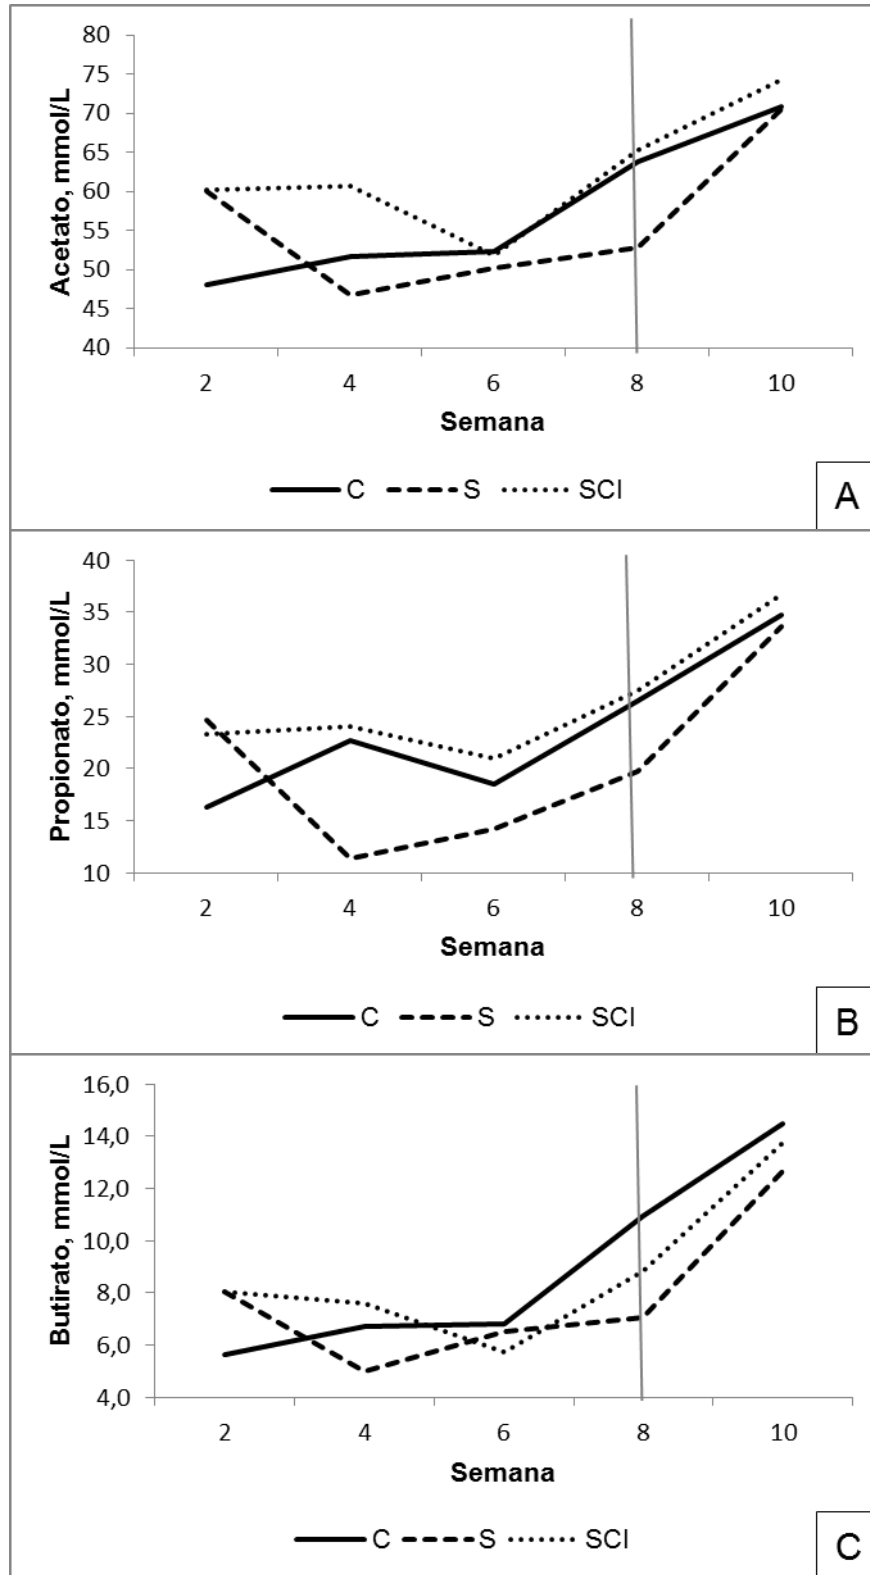 80
75
70
65
60
55
50
45
40
Acetato, mmol/L
2 4 6 8 10
Semana
C S SCI
A
40
35
30
25
20
15
10
Propionato, mmol/L
2 4 6 8 10
Semana
C S SCI
B
16,0
14,0
12,0
10,0
8,0
6,0
4,0
Butirato, mmol/L
2 4 6 8 10
Semana
C S SCI
C